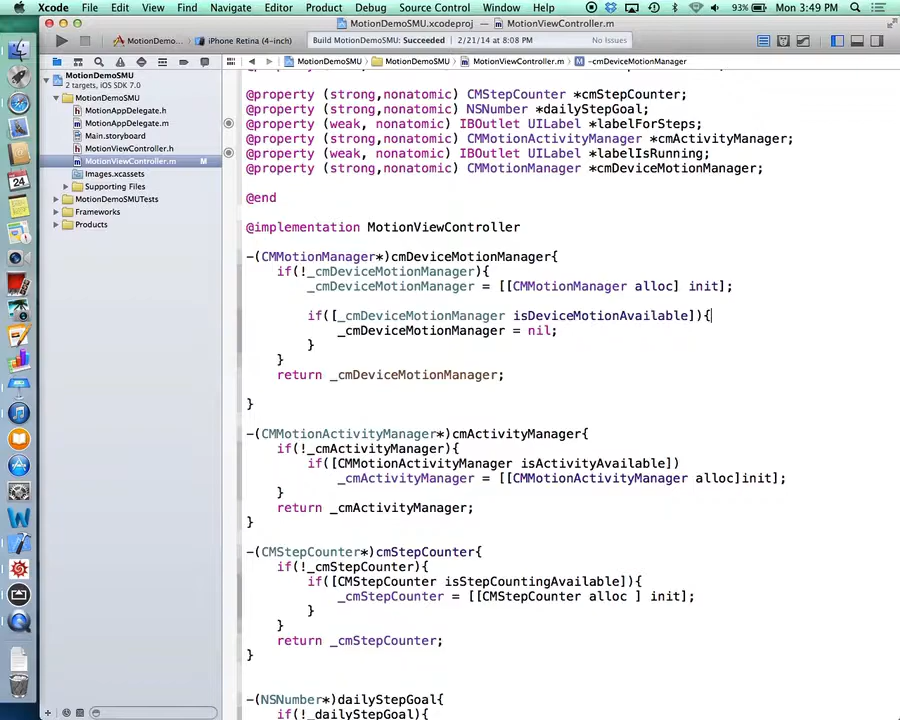 Xcode File Edit View Find Navigate Editor Product Debug Source Control Window Help 93% Mon 3:49 PM
MotionDemoSMU.xcodeproj — MotionViewController.m
MotionDemo... iPhone Retina (4-inch) Build MotionDemoSMU: Succeeded 2/21/14 at 8:08 PM No Issues
MotionDemoSMU MotionDemoSMU MotionViewController.m M -cmDeviceMotionManager
MotionDemoSMU
2 targets, iOS SDK 7.0
MotionDemoSMU
h MotionAppDelegate.h
m MotionAppDelegate.m
Main.storyboard
h MotionViewController.h
m MotionViewController.m M
Images.xcassets
Supporting Files
MotionDemoSMUTests
Frameworks
Products
24
@property (strong,nonatomic) CMStepCounter *cmStepCounter;
@property (strong,nonatomic) NSNumber *dailyStepGoal;
@property (weak, nonatomic) IBOutlet UILabel *labelForSteps;
@property (strong,nonatomic) CMMotionActivityManager *cmActivityManager;
@property (weak, nonatomic) IBOutlet UILabel *labelIsRunning;
@property (strong,nonatomic) CMMotionManager *cmDeviceMotionManager;
@end
@implementation MotionViewController
-(CMMotionManager*)cmDeviceMotionManager{
if(!_cmDeviceMotionManager){
_cmDeviceMotionManager = [[CMMotionManager alloc] init];
if([_cmDeviceMotionManager isDeviceMotionAvailable]){
_cmDeviceMotionManager = nil;
}
}
return _cmDeviceMotionManager;
}
-(CMMotionActivityManager*)cmActivityManager{
if(!_cmActivityManager){
if([CMMotionActivityManager isActivityAvailable])
_cmActivityManager = [[CMMotionActivityManager alloc]init];
}
return _cmActivityManager;
}
-(CMStepCounter*)cmStepCounter{
if(!_cmStepCounter){
if([CMStepCounter isStepCountingAvailable]){
_cmStepCounter = [[CMStepCounter alloc ] init];
}
}
return _cmStepCounter;
}
-(NSNumber*)dailyStepGoal{
if(!_dailyStepGoal){